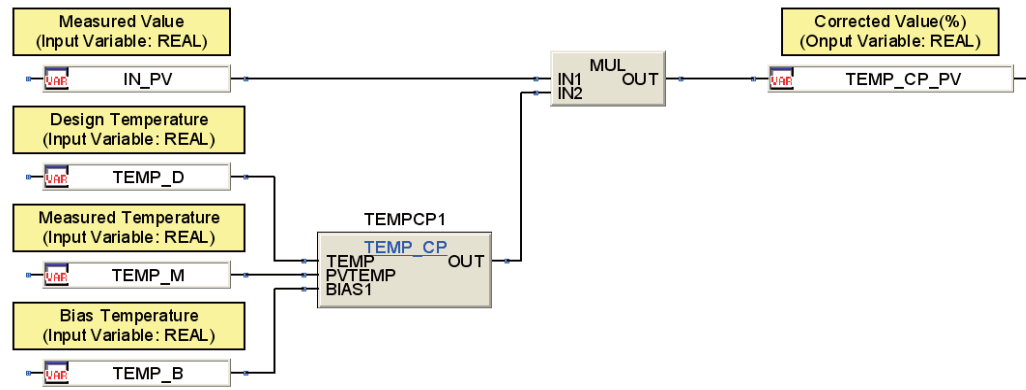 Measured Value
(Input Variable: REAL)
VAR
IN_PV
Design Temperature
(Input Variable: REAL)
VAR
TEMP_D
Measured Temperature
(Input Variable: REAL)
VAR
TEMP_M
Bias Temperature
(Input Variable: REAL)
VAR
TEMP_B
TEMPCP1
TEMP_CP
TEMP OUT
PVTEMP
BIAS1
MUL
IN1 OUT
IN2
Corrected Value(%)
(Onput Variable: REAL)
VAR
TEMP_CP_PV